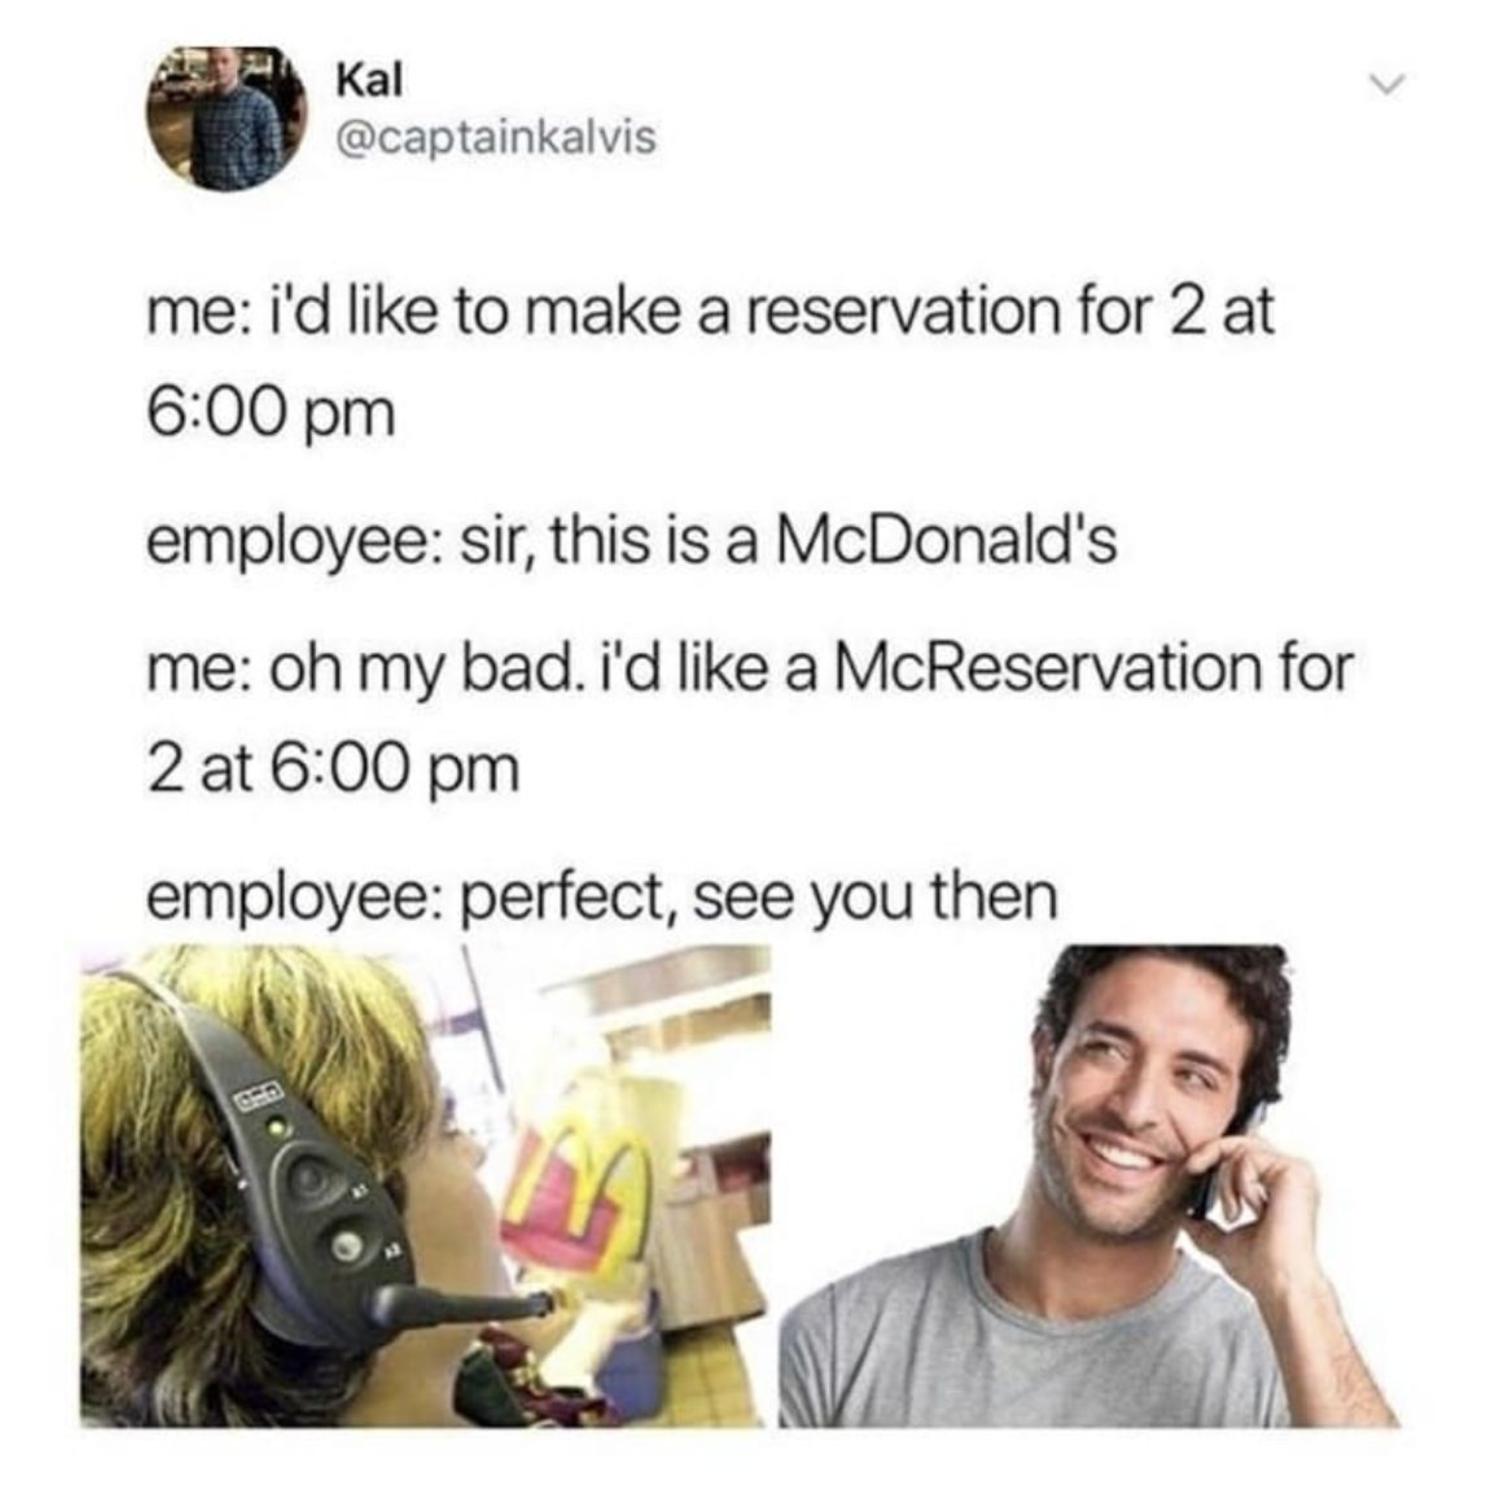 Kal
@captainkalvis
me: i'd like to make a reservation for 2 at
6:00 pm
employee: sir, this is a McDonald's
me: oh my bad. i'd like a McReservation for
2 at 6:00 pm
employee: perfect, see you then